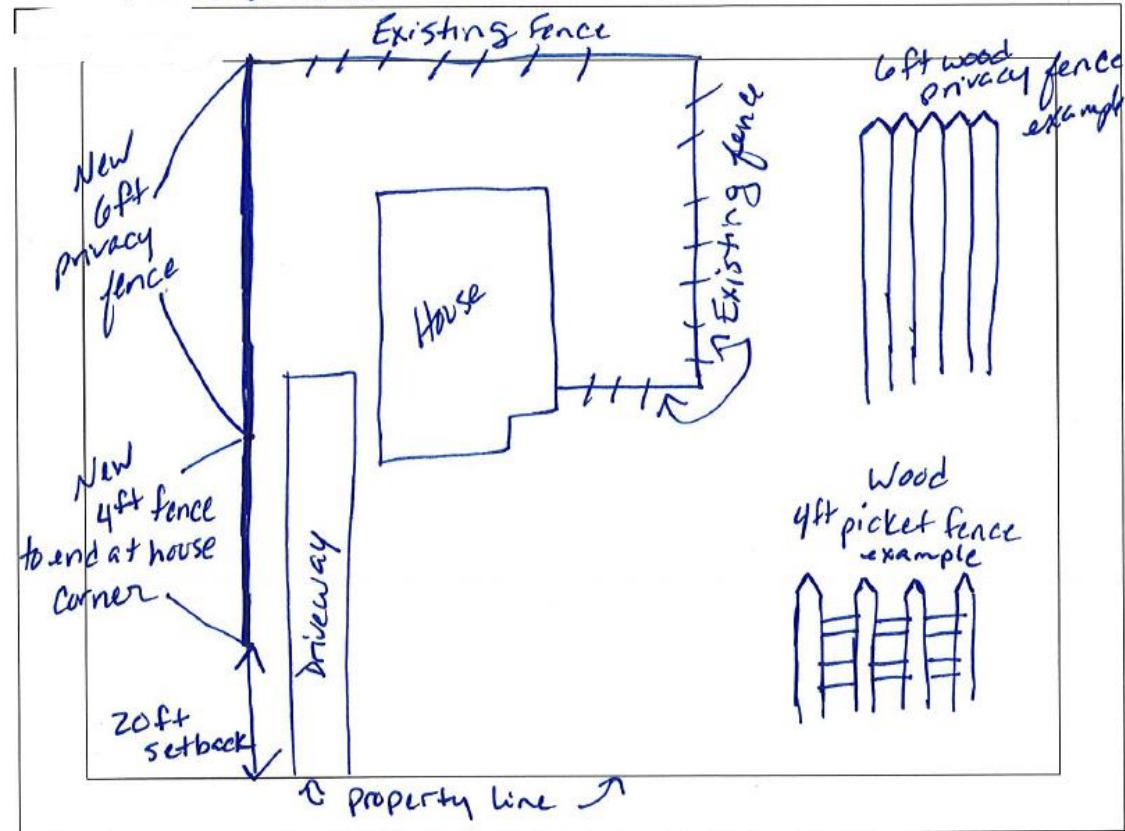 Existing Fence
6ft wood
privacy fence
example
New
6ft
privacy
fence
Existing fence
House
New
4ft fence
to end at house
Corner
Driveway
20ft
setback
Wood
4ft picket fence
example
property line